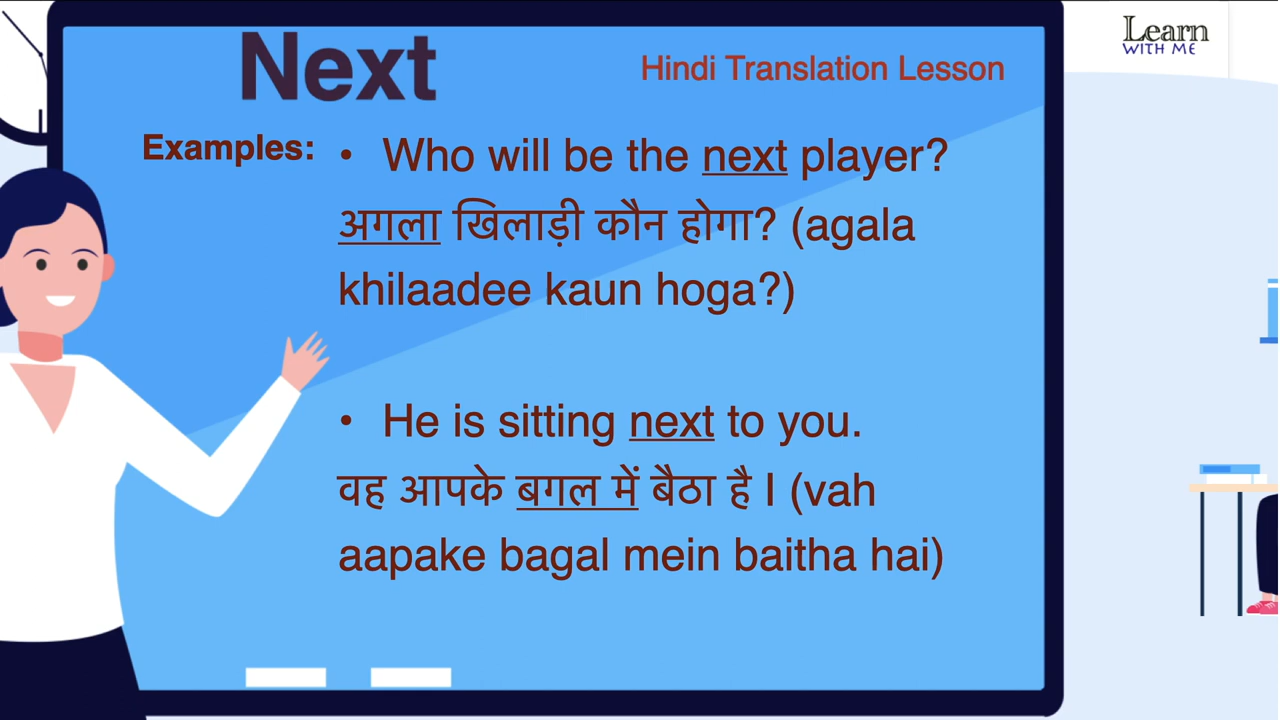 Next
Hindi Translation Lesson
Learn
WITH ME
Examples:
• Who will be the next player?
अगला खिलाड़ी कौन होगा? (agala
khilaadee kaun hoga?)
• He is sitting next to you.
वह आपके बगल में बैठा है I (vah
aapake bagal mein baitha hai)